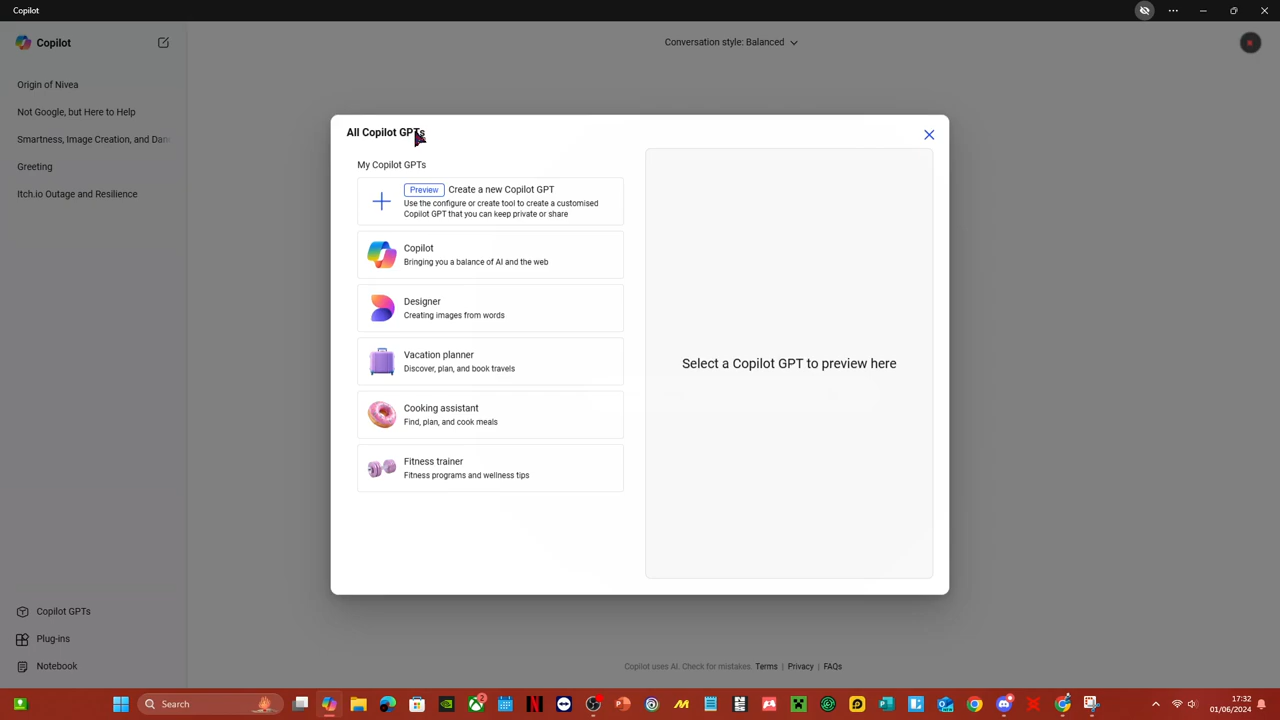 Copilot
Copilot
Conversation style: Balanced
Origin of Nivea
Not Google, but Here to Help
Smartness, Image Creation, and Danc
Greeting
Itch.io Outage and Resilience
All Copilot GPTs
My Copilot GPTs
Preview Create a new Copilot GPT
Use the configure or create tool to create a customised
Copilot GPT that you can keep private or share
Copilot
Bringing you a balance of AI and the web
Designer
Creating images from words
Vacation planner
Discover, plan, and book travels
Cooking assistant
Find, plan, and cook meals
Fitness trainer
Fitness programs and wellness tips
Select a Copilot GPT to preview here
Copilot GPTs
Plug-ins
Notebook
Copilot uses AI. Check for mistakes. Terms | Privacy | FAQs
Search
2
17:32
01/06/2024